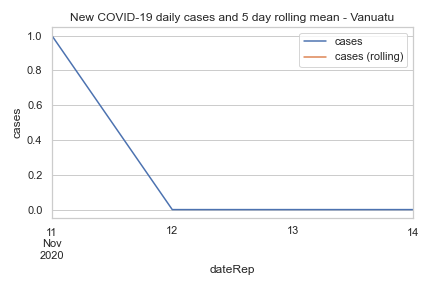 New COVID-19 daily cases and 5 day rolling mean - Vanuatu
cases
cases (rolling)
1.0
0.8
0.6
0.4
0.2
0.0
cases
11
Nov
2020
12
13
14
dateRep